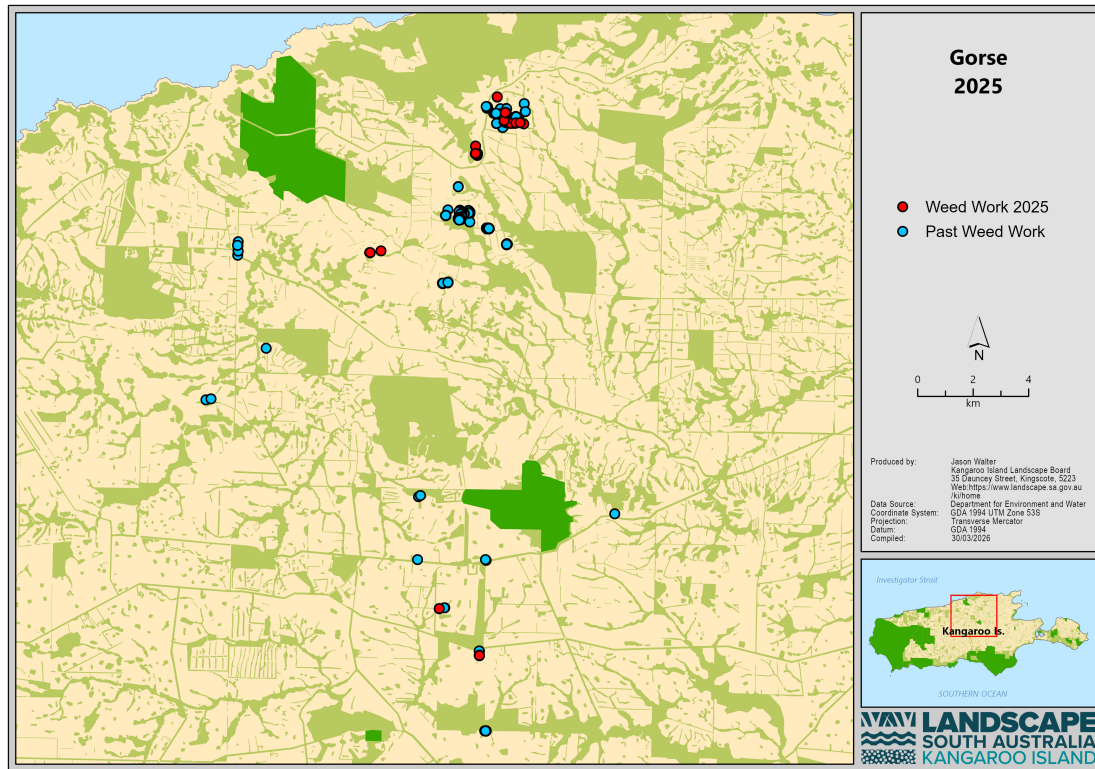 Gorse
2025
Weed Work 2025
Past Weed Work
N
0 2 4
km
Produced by: Jason Walter
Kangaroo Island Landscape Board
35 Dauncey Street, Kingscote, 5223
Web:https://www.landscape.sa.gov.au
/ki/home
Data Source: Department for Environment and Water
Coordinate System: GDA 1994 UTM Zone 53S
Projection: Transverse Mercator
Datum: GDA 1994
Compiled: 30/03/2026
Investigator Strait
Kangaroo Is.
SOUTHERN OCEAN
LANDSCAPE
SOUTH AUSTRALIA
KANGAROO ISLAND